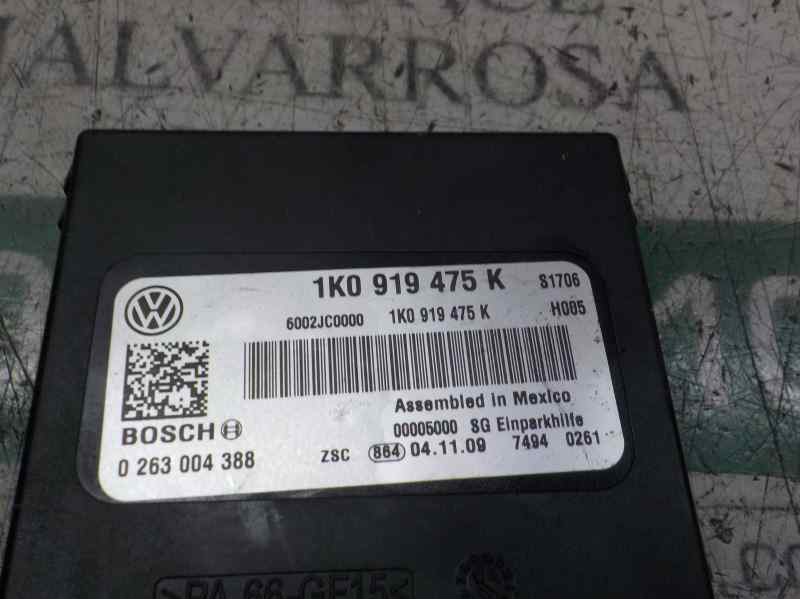 ALVARROSA
1K0 919 475 K S1706
6002JC0000 1K0 919 475 K H005
Assembled in Mexico
BOSCH 00005000 SG Einparkhilfe
0 263 004 388 ZSC 864 04.11.09 7494 0261
>PA 66-GF15<